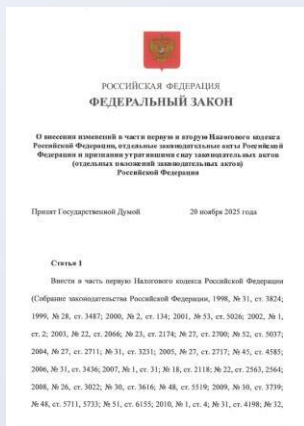 РОССИЙСКАЯ ФЕДЕРАЦИЯ
ФЕДЕРАЛЬНЫЙ ЗАКОН
О внесении изменений в части первую и вторую Налогового кодекса
Российской Федерации, отдельные законодательные акты Российской
Федерации и признании утратившими силу законодательных актов
(отдельных положений законодательных актов)
Российской Федерации
Принят Государственной Думой 20 ноября 2025 года
Статья 1
Внести в часть первую Налогового кодекса Российской Федерации
(Собрание законодательства Российской Федерации, 1998, № 31, ст. 3824;
1999, № 28, ст. 3487; 2000, № 2, ст. 134; 2001, № 53, ст. 5026; 2002, № 1,
ст. 2; 2003, № 22, ст. 2066; № 23, ст. 2174; № 27, ст. 2700; № 52, ст. 5037;
2004, № 27, ст. 2711; № 31, ст. 3231; 2005, № 27, ст. 2717; № 45, ст. 4585;
2006, № 31, ст. 3436; 2007, № 1, ст. 31; № 18, ст. 2118; № 22, ст. 2563, 2564;
2008, № 26, ст. 3022; № 30, ст. 3616; № 48, ст. 5519; 2009, № 30, ст. 3739;
№ 48, ст. 5711, 5733; № 51, ст. 6155; 2010, № 1, ст. 4; № 31, ст. 4198; № 32,